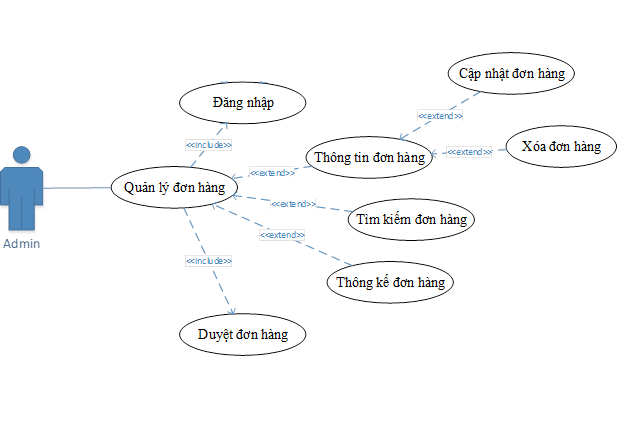 Cập nhật đơn hàng
Đăng nhập
<<extend>>
Xóa đơn hàng
<<include>>
Thông tin đơn hàng
<<extend>>
<<extend>>
Quản lý đơn hàng
<<extend>>
Tìm kiếm đơn hàng
Admin
<<extend>>
<<include>>
Thông kế đơn hàng
Duyệt đơn hàng